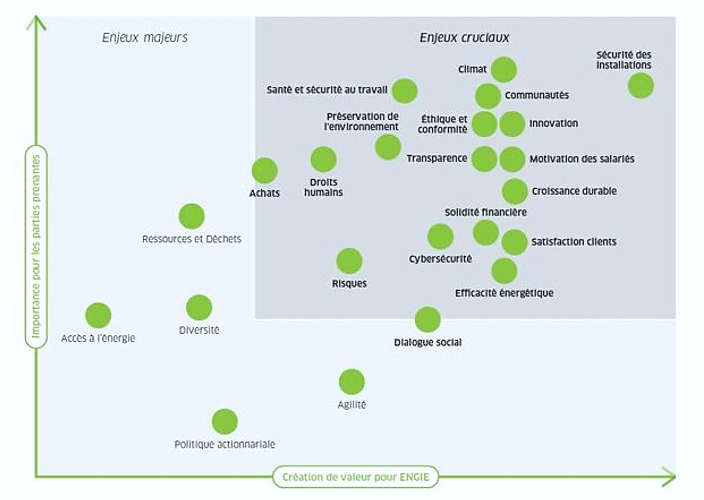 Enjeux majeurs
Enjeux cruciaux
Sécurité des
installations
Climat
Santé et sécurité au travail
Communautés
Préservation de
l'environnement
Éthique et
conformité
Innovation
Transparence
Motivation des salariés
Achats
Droits
humains
Croissance durable
Solidité financière
Ressources et Déchets
Satisfaction clients
Cybersécurité
Risques
Efficacité énergétique
Accès à l'énergie
Diversité
Dialogue social
Agilité
Politique actionnariale
Importance pour les parties prenantes
Création de valeur pour ENGIE